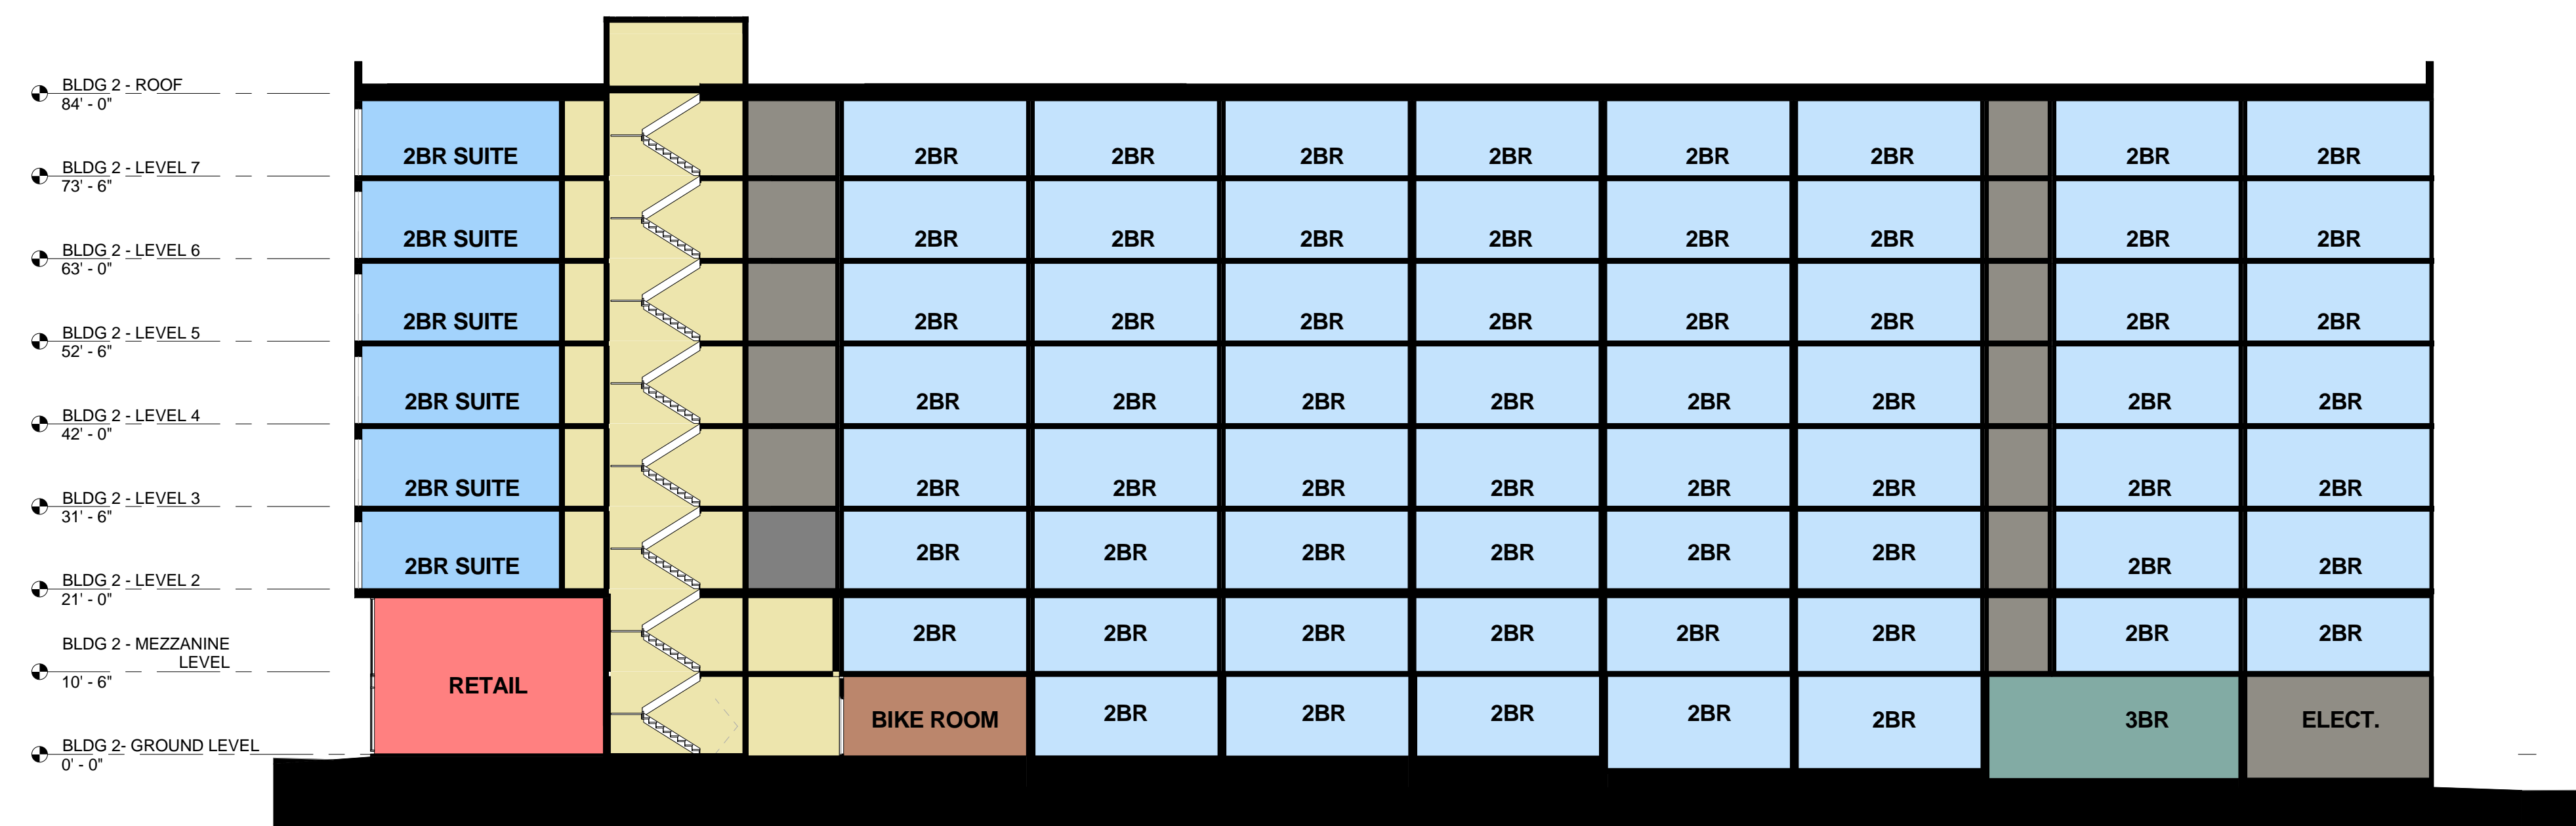 BLDG 2 - ROOF
84' - 0"
2BR SUITE 2BR 2BR 2BR 2BR 2BR 2BR 2BR 2BR
BLDG 2 - LEVEL 7
73' - 6"
2BR SUITE 2BR 2BR 2BR 2BR 2BR 2BR 2BR 2BR
BLDG 2 - LEVEL 6
63' - 0"
2BR SUITE 2BR 2BR 2BR 2BR 2BR 2BR 2BR 2BR
BLDG 2 - LEVEL 5
52' - 6"
2BR SUITE 2BR 2BR 2BR 2BR 2BR 2BR 2BR 2BR
BLDG 2 - LEVEL 4
42' - 0"
2BR SUITE 2BR 2BR 2BR 2BR 2BR 2BR 2BR 2BR
BLDG 2 - LEVEL 3
31' - 6"
2BR SUITE 2BR 2BR 2BR 2BR 2BR 2BR 2BR 2BR
BLDG 2 - LEVEL 2
21' - 0"
2BR 2BR 2BR 2BR 2BR 2BR 2BR 2BR
BLDG 2 - MEZZANINE
LEVEL
10' - 6"
RETAIL
BIKE ROOM 2BR 2BR 2BR 2BR 2BR 3BR ELECT.
BLDG 2- GROUND LEVEL
0' - 0"